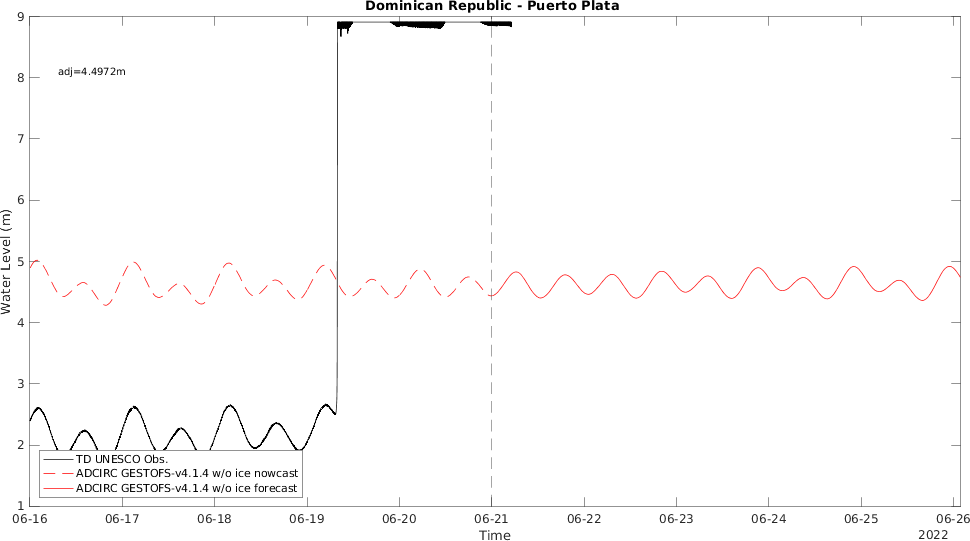 Dominican Republic - Puerto Plata
9
8
7
6
5
4
3
2
1
Water Level (m)
adj=4.4972m
TD UNESCO Obs.
ADCIRC GESTOFS-v4.1.4 w/o ice nowcast
ADCIRC GESTOFS-v4.1.4 w/o ice forecast
06-16 06-17 06-18 06-19 06-20 06-21 06-22 06-23 06-24 06-25 06-26
Time
2022